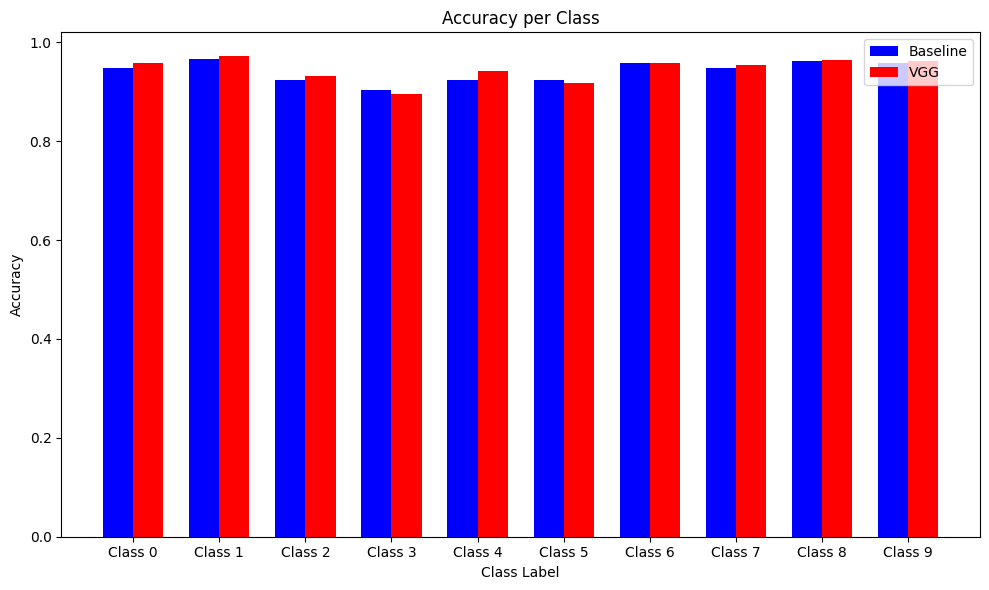 Accuracy per Class
Baseline
VGG
Accuracy
1.0
0.8
0.6
0.4
0.2
0.0
Class 0 Class 1 Class 2 Class 3 Class 4 Class 5 Class 6 Class 7 Class 8 Class 9
Class Label